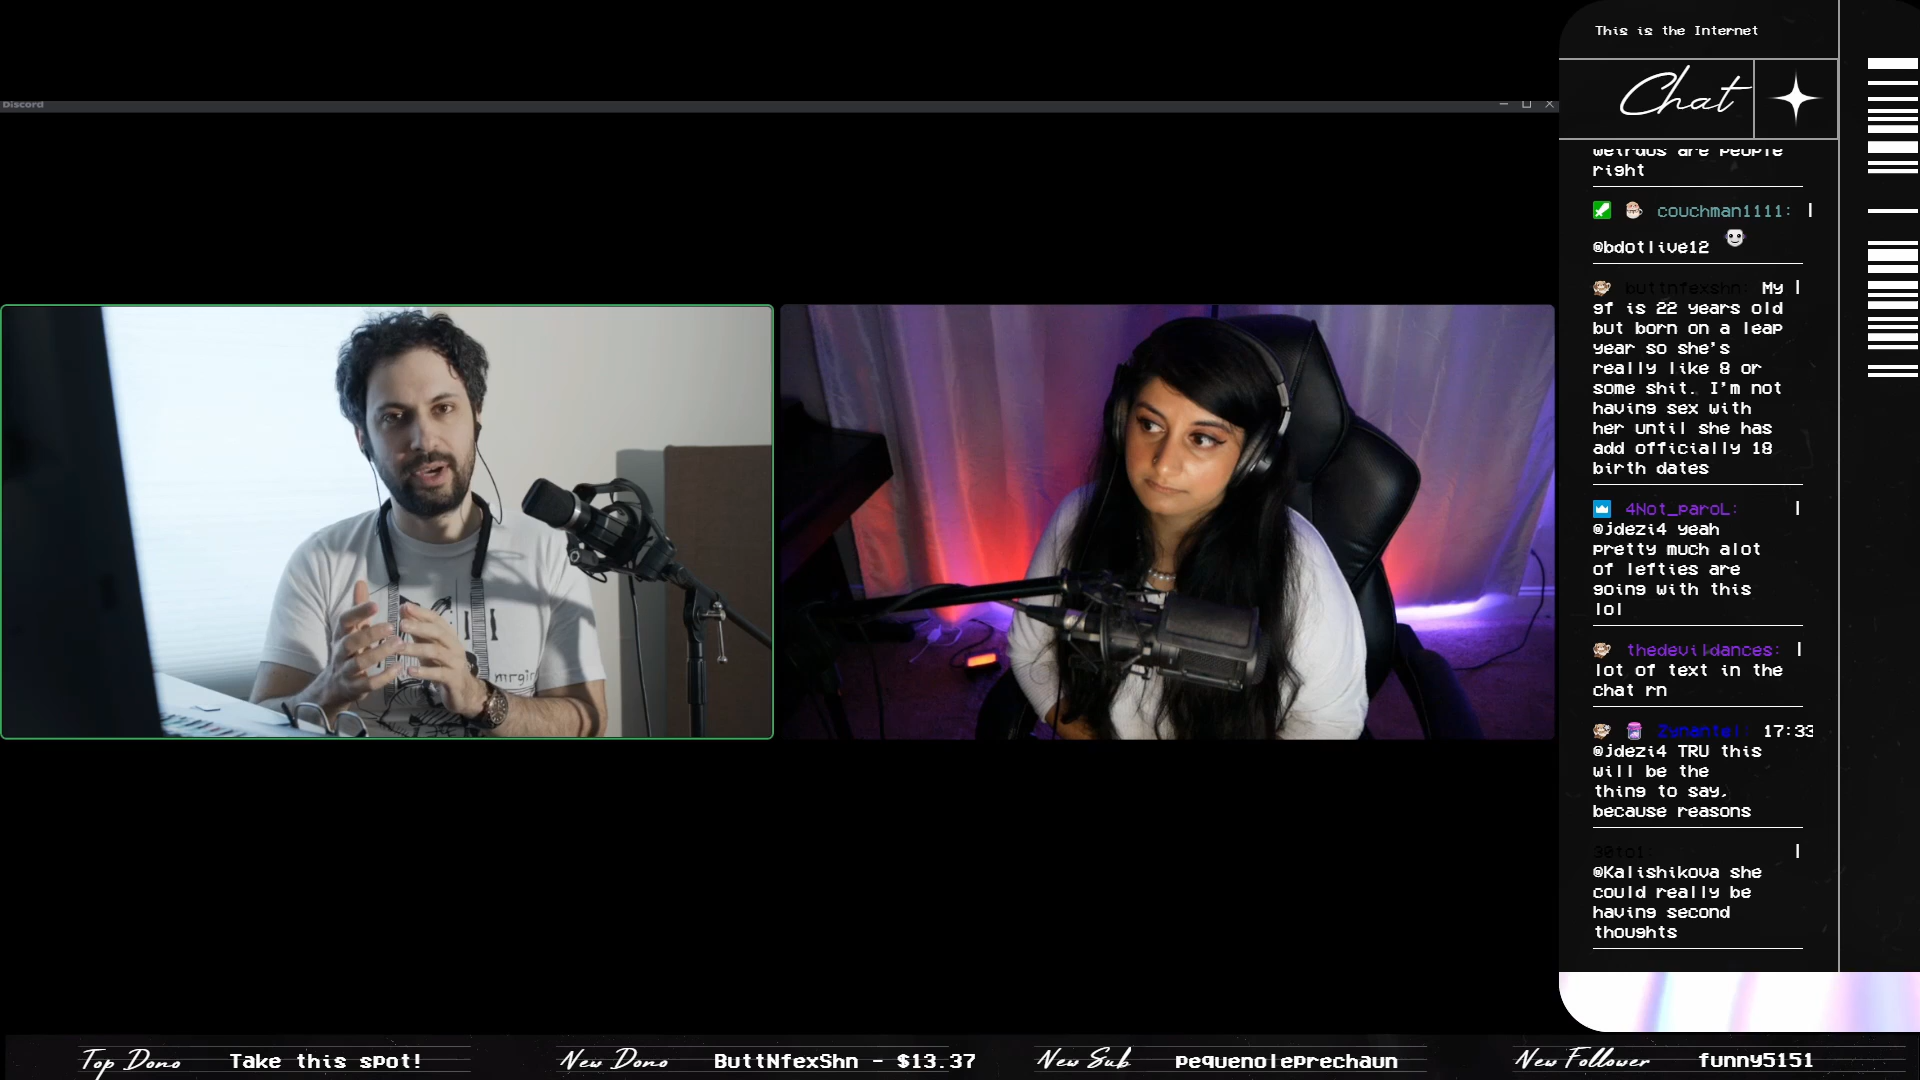 This is the Internet
Chat
Discord
weirdos are people
right
couchman1111:
@bdotlive12
buttnfexshn: My
gf is 22 years old
but born on a leap
year so she's
really like 8 or
some shit. I'm not
having sex with
her until she has
add officially 18
birth dates
4Not_paroL:
@jdezi4 yeah
pretty much alot
of lefties are
going with this
lol
thedevildances:
lot of text in the
chat rn
Zynantel: 17:33
@jdezi4 TRU this
will be the
thing to say,
because reasons
30to1:
@Kalishikova she
could really be
having second
thoughts
mrgir
Top Dono Take this spot!
New Dono ButtNfexShn - $13.37
New Sub pequenoleprechaun
New Follower funny5151